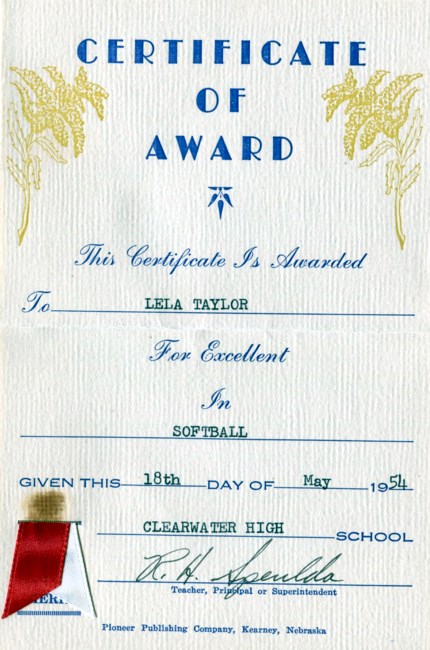 CERTIFICATE
OF
AWARD
This Certificate Is Awarded
To LELA TAYLOR
For Excellent
In
SOFTBALL
GIVEN THIS 18th DAY OF May 1954
CLEARWATER HIGH SCHOOL
R. H. Spenlda
Teacher, Principal or Superintendent
Pioneer Publishing Company, Kearney, Nebraska